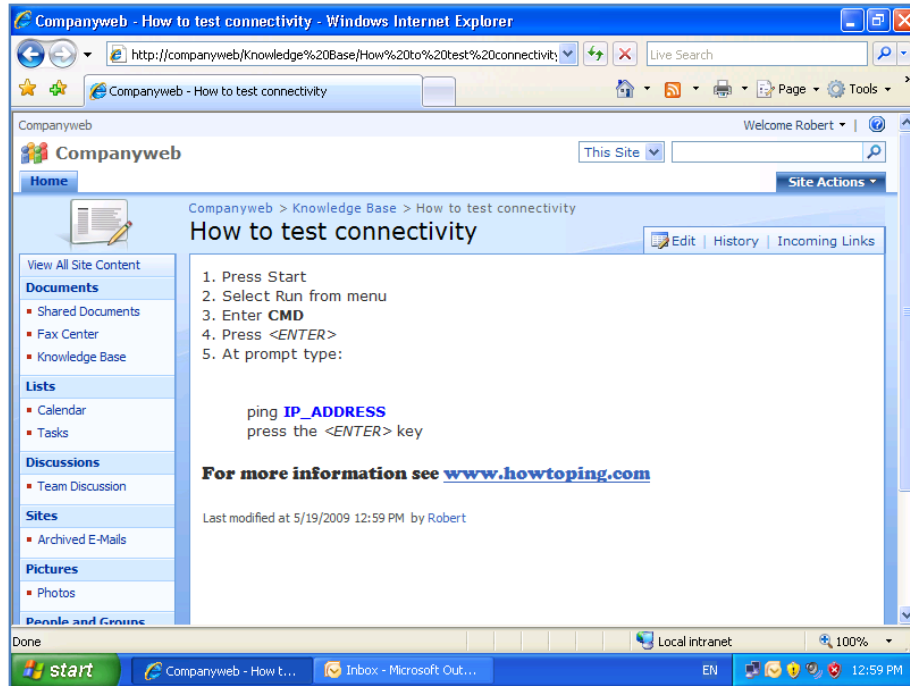 Companyweb - How to test connectivity - Windows Internet Explorer
http://companyweb/Knowledge%20Base/How%20to%20test%20connectivity
Live Search
Companyweb - How to test connectivity
Page
Tools
Companyweb
Welcome Robert
Companyweb
This Site
Home
Site Actions
Companyweb > Knowledge Base > How to test connectivity
How to test connectivity
Edit | History | Incoming Links
View All Site Content
Documents
Shared Documents
Fax Center
Knowledge Base
Lists
Calendar
Tasks
Discussions
Team Discussion
Sites
Archived E-Mails
Pictures
Photos
People and Groups
1. Press Start
2. Select Run from menu
3. Enter CMD
4. Press <ENTER>
5. At prompt type:
ping IP_ADDRESS
press the <ENTER> key
For more information see www.howtoping.com
Last modified at 5/19/2009 12:59 PM by Robert
Done
Local intranet
100%
start
Companyweb - How t...
Inbox - Microsoft Out...
EN
12:59 PM